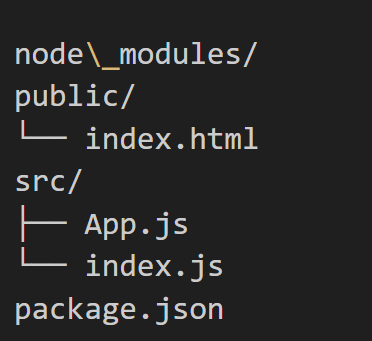 node\_modules/
public/
└── index.html
src/
├── App.js
└── index.js
package.json